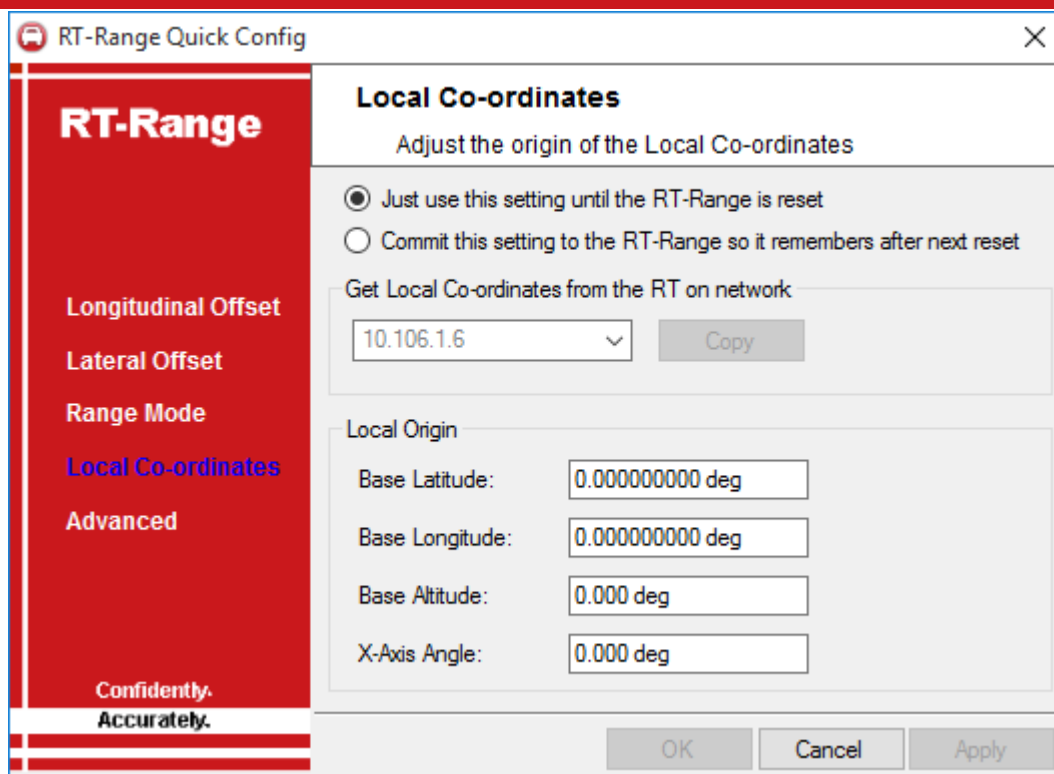 RT-Range Quick Config
RT-Range
Longitudinal Offset
Lateral Offset
Range Mode
Local Co-ordinates
Advanced
Confidently.
Accurately.
Local Co-ordinates
Adjust the origin of the Local Co-ordinates
Just use this setting until the RT-Range is reset
Commit this setting to the RT-Range so it remembers after next reset
Get Local Co-ordinates from the RT on network
10.106.1.6 Copy
Local Origin
Base Latitude: 0.000000000 deg
Base Longitude: 0.000000000 deg
Base Altitude: 0.000 deg
X-Axis Angle: 0.000 deg
OK Cancel Apply